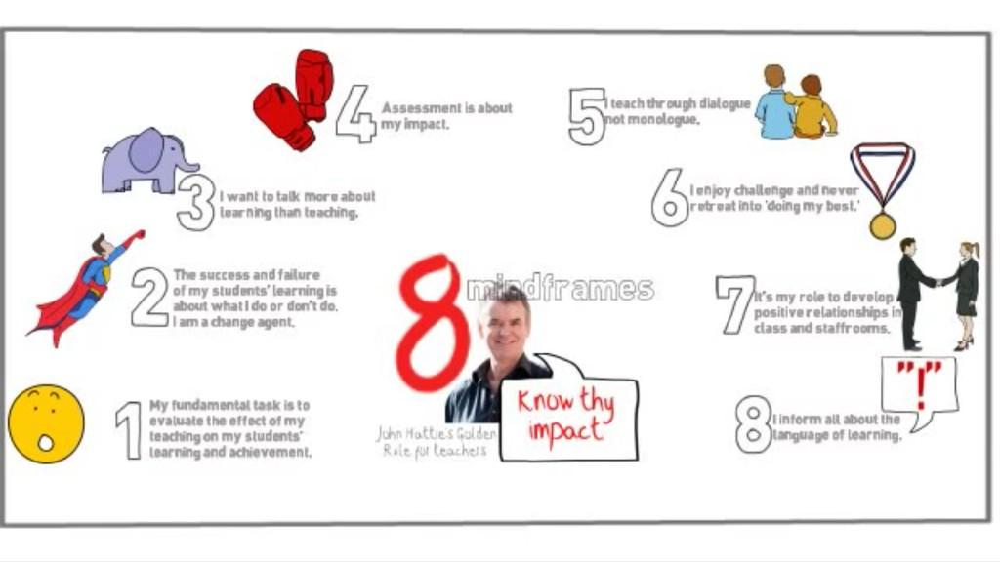 1
My fundamental task is to
evaluate the effect of my
teaching on my students'
learning and achievement.
2
The success and failure
of my students' learning is
about what I do or don't do.
I am a change agent.
3
I want to talk more about
learning than teaching.
4
Assessment is about
my impact.
5
I teach through dialogue
not monologue.
6
I enjoy challenge and never
retreat into 'doing my best.'
7
It's my role to develop
positive relationships in
class and staffrooms.
8
I inform all about the
language of learning.
"!"
8 mindframes
Know thy
impact
John Hattie's Golden
Role for teachers